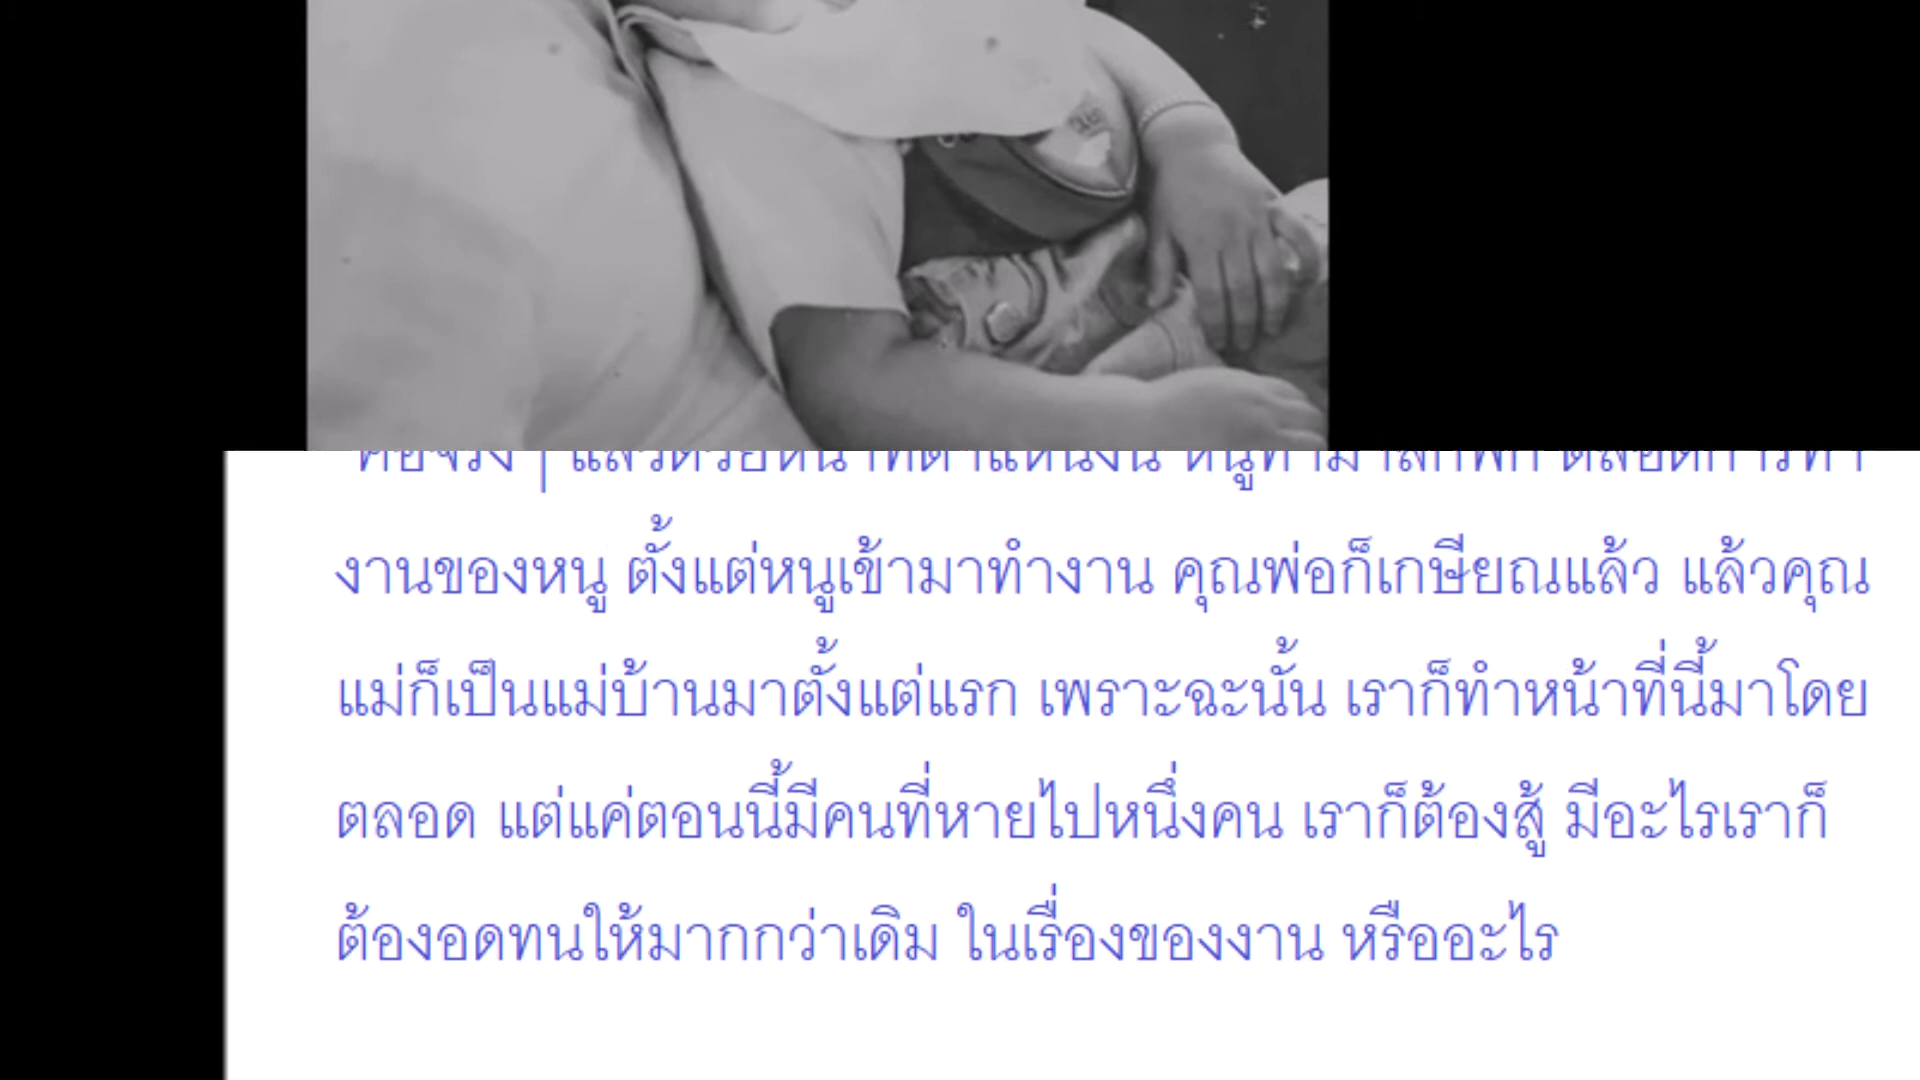 งานของหนู ตั้งแต่หนูเข้ามาทำงาน คุณพ่อก็เกษียณแล้ว แล้วคุณ
แม่ก็เป็นแม่บ้านมาตั้งแต่แรก เพราะฉะนั้น เราก็ทำหน้าที่นี้มาโดย
ตลอด แต่แค่ตอนนี้มีคนที่หายไปหนึ่งคน เราก็ต้องสู้ มีอะไรเราก็
ต้องอดทนให้มากกว่าเดิม ในเรื่องของงาน หรืออะไร